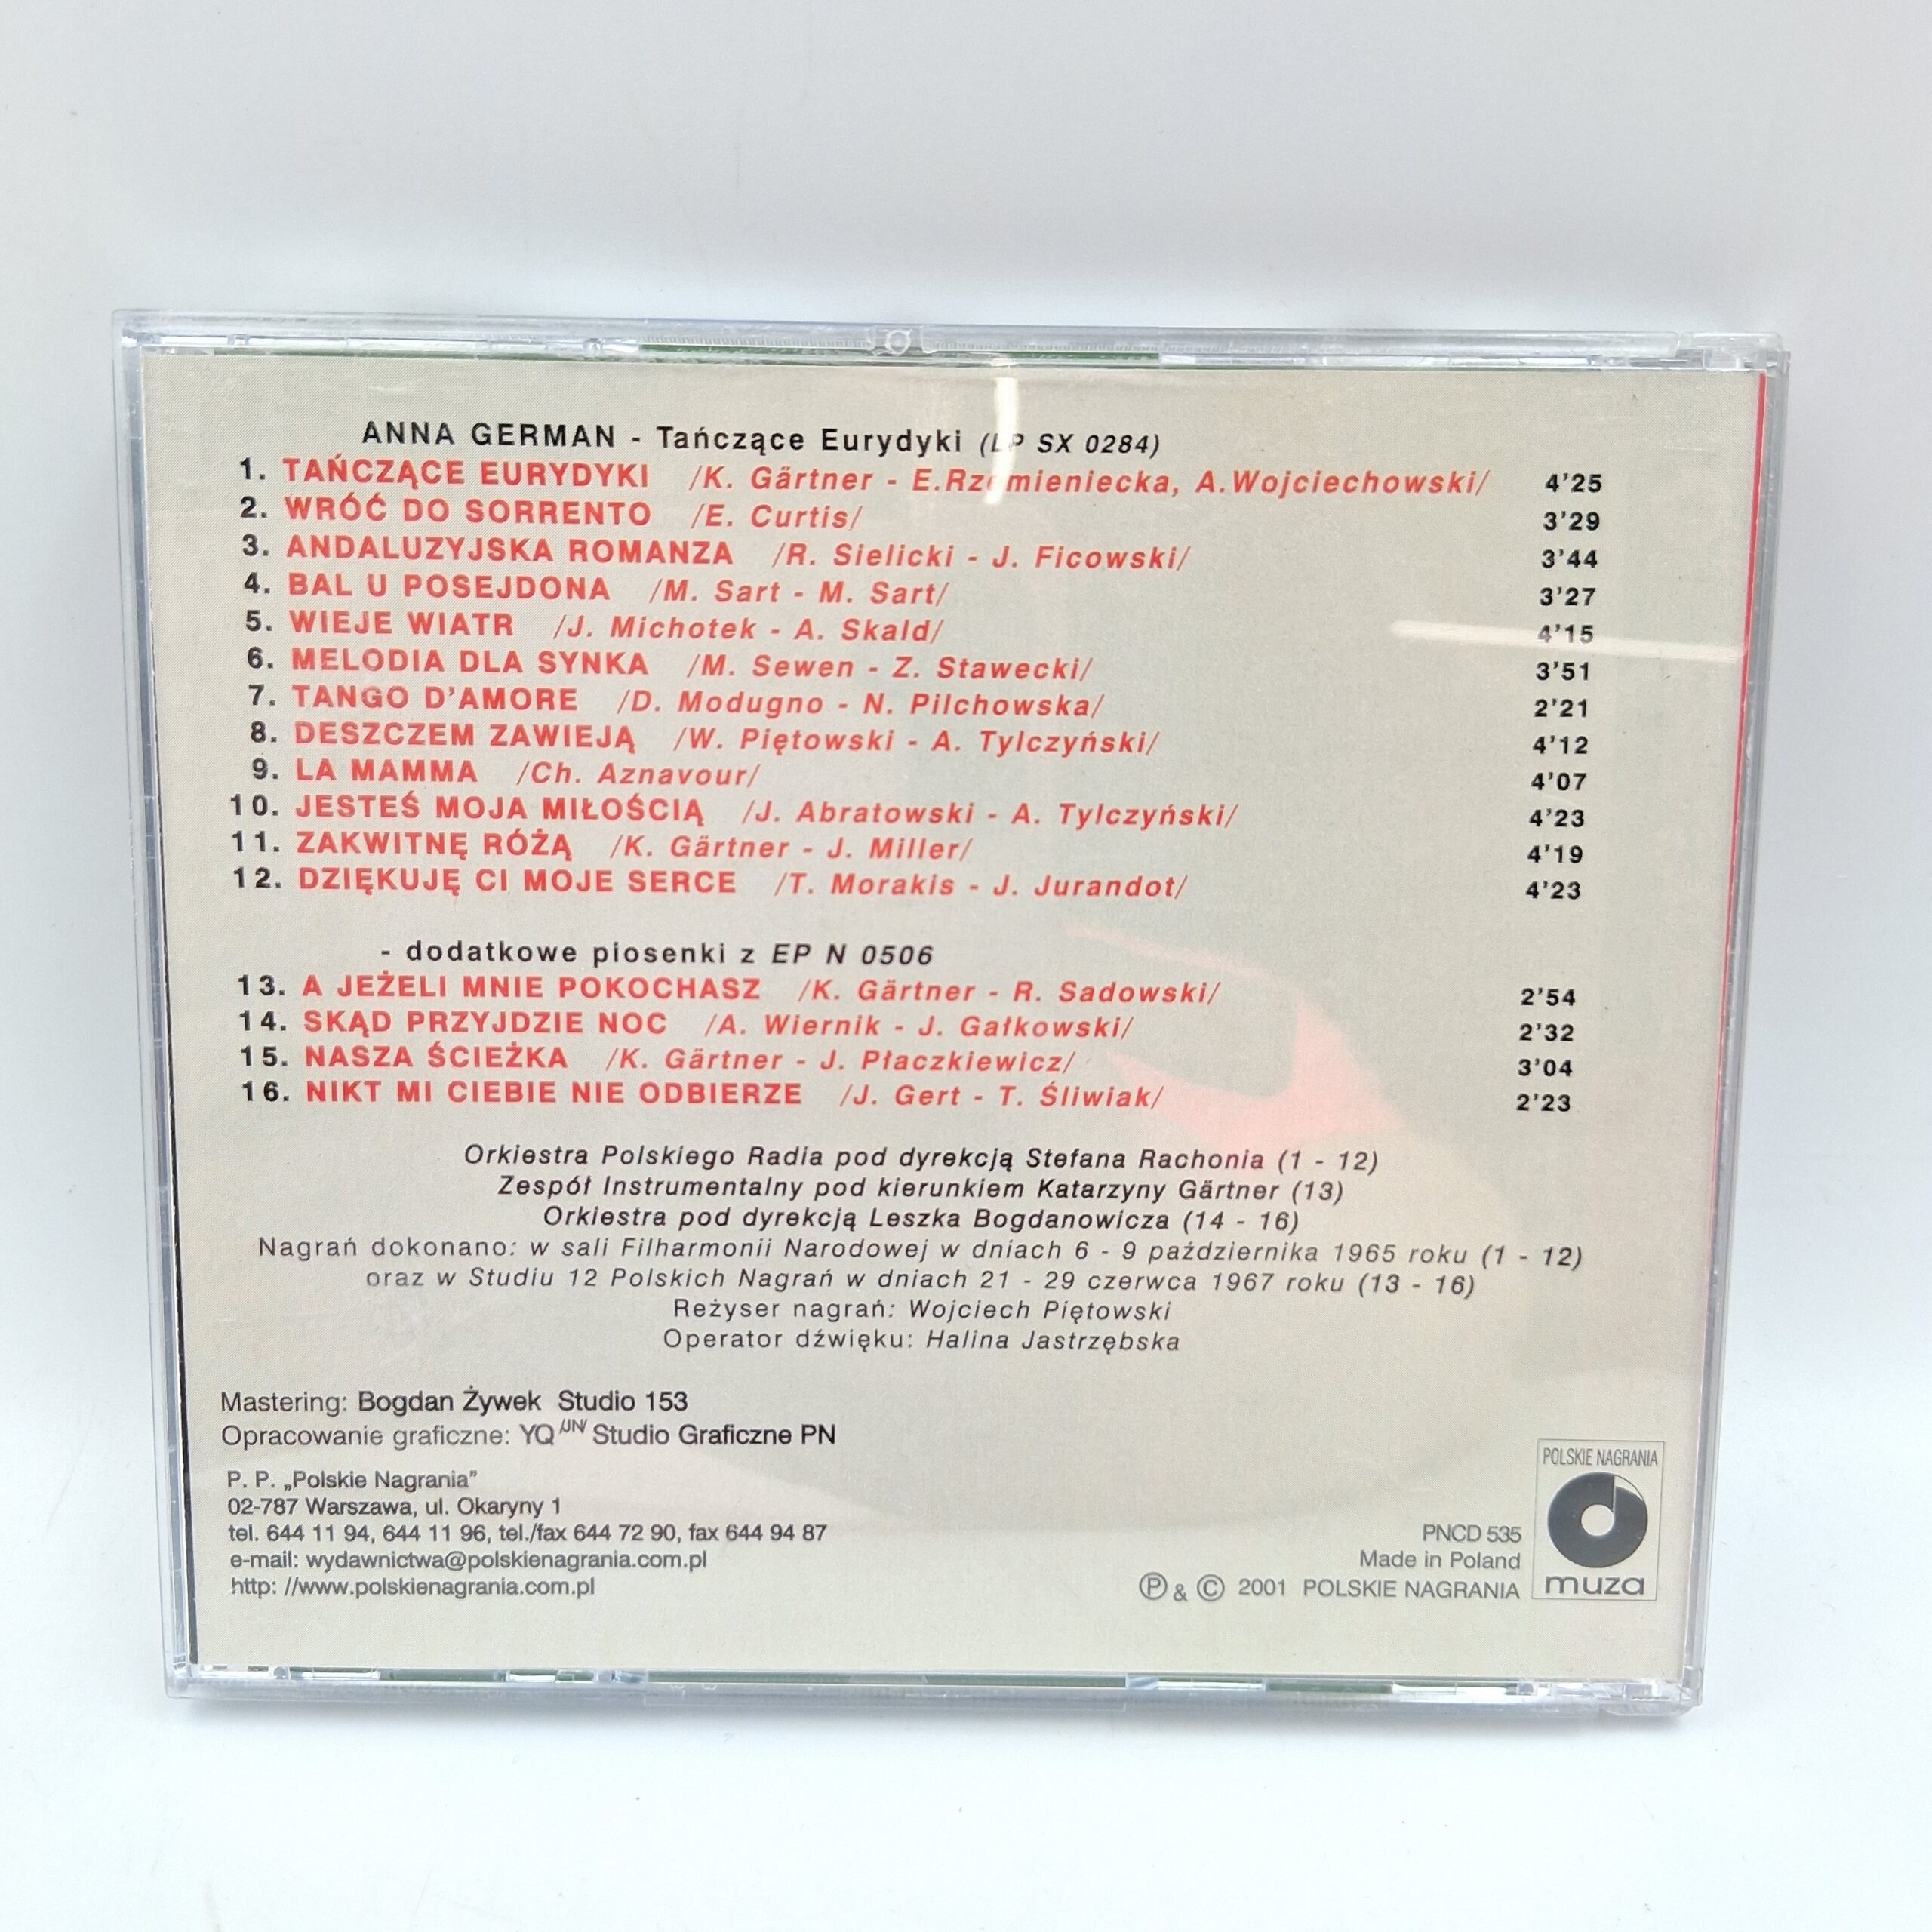 ANNA GERMAN - Tańczące Eurydyki (LP SX 0284)
1. TAŃCZĄCE EURYDYKI /K. Gärtner - E.Rzemieniecka, A.Wojciechowski/ 4'25
2. WRÓĆ DO SORRENTO /E. Curtis/ 3'29
3. ANDALUZYJSKA ROMANZA /R. Sielicki - J. Ficowski/ 3'44
4. BAL U POSEJDONA /M. Sart - M. Sart/ 3'27
5. WIEJE WIATR /J. Michotek - A. Skald/ 4'15
6. MELODIA DLA SYNKA /M. Sewen - Z. Stawecki/ 3'51
7. TANGO D'AMORE /D. Modugno - N. Pilchowska/ 2'21
8. DESZCZEM ZAWIEJĄ /W. Piętowski - A. Tylczyński/ 4'12
9. LA MAMMA /Ch. Aznavour/ 4'07
10. JESTEŚ MOJA MIŁOŚCIĄ /J. Abratowski - A. Tylczyński/ 4'23
11. ZAKWITNĘ RÓŻĄ /K. Gärtner - J. Miller/ 4'19
12. DZIĘKUJĘ CI MOJE SERCE /T. Morakis - J. Jurandot/ 4'23
- dodatkowe piosenki z EP N 0506
13. A JEŻELI MNIE POKOCHASZ /K. Gärtner - R. Sadowski/ 2'54
14. SKĄD PRZYJDZIE NOC /A. Wiernik - J. Gałkowski/ 2'32
15. NASZA ŚCIEŻKA /K. Gärtner - J. Płaczkiewicz/ 3'04
16. NIKT MI CIEBIE NIE ODBIERZE /J. Gert - T. Śliwiak/ 2'23
Orkiestra Polskiego Radia pod dyrekcją Stefana Rachonia (1 - 12)
Zespół Instrumentalny pod kierunkiem Katarzyny Gärtner (13)
Orkiestra pod dyrekcją Leszka Bogdanowicza (14 - 16)
Nagrań dokonano: w sali Filharmonii Narodowej w dniach 6 - 9 października 1965 roku (1 - 12)
oraz w Studiu 12 Polskich Nagrań w dniach 21 - 29 czerwca 1967 roku (13 - 16)
Reżyser nagrań: Wojciech Piętowski
Operator dźwięku: Halina Jastrzębska
Mastering: Bogdan Żywek Studio 153
Opracowanie graficzne: YQ /JN/ Studio Graficzne PN
P. P. „Polskie Nagrania"
02-787 Warszawa, ul. Okaryny 1
tel. 644 11 94, 644 11 96, tel./fax 644 72 90, fax 644 94 87
e-mail: wydawnictwa@polskienagrania.com.pl
http: //www.polskienagrania.com.pl
PNCD 535
Made in Poland
Ⓟ & © 2001 POLSKIE NAGRANIA
POLSKIE NAGRANIA
muza